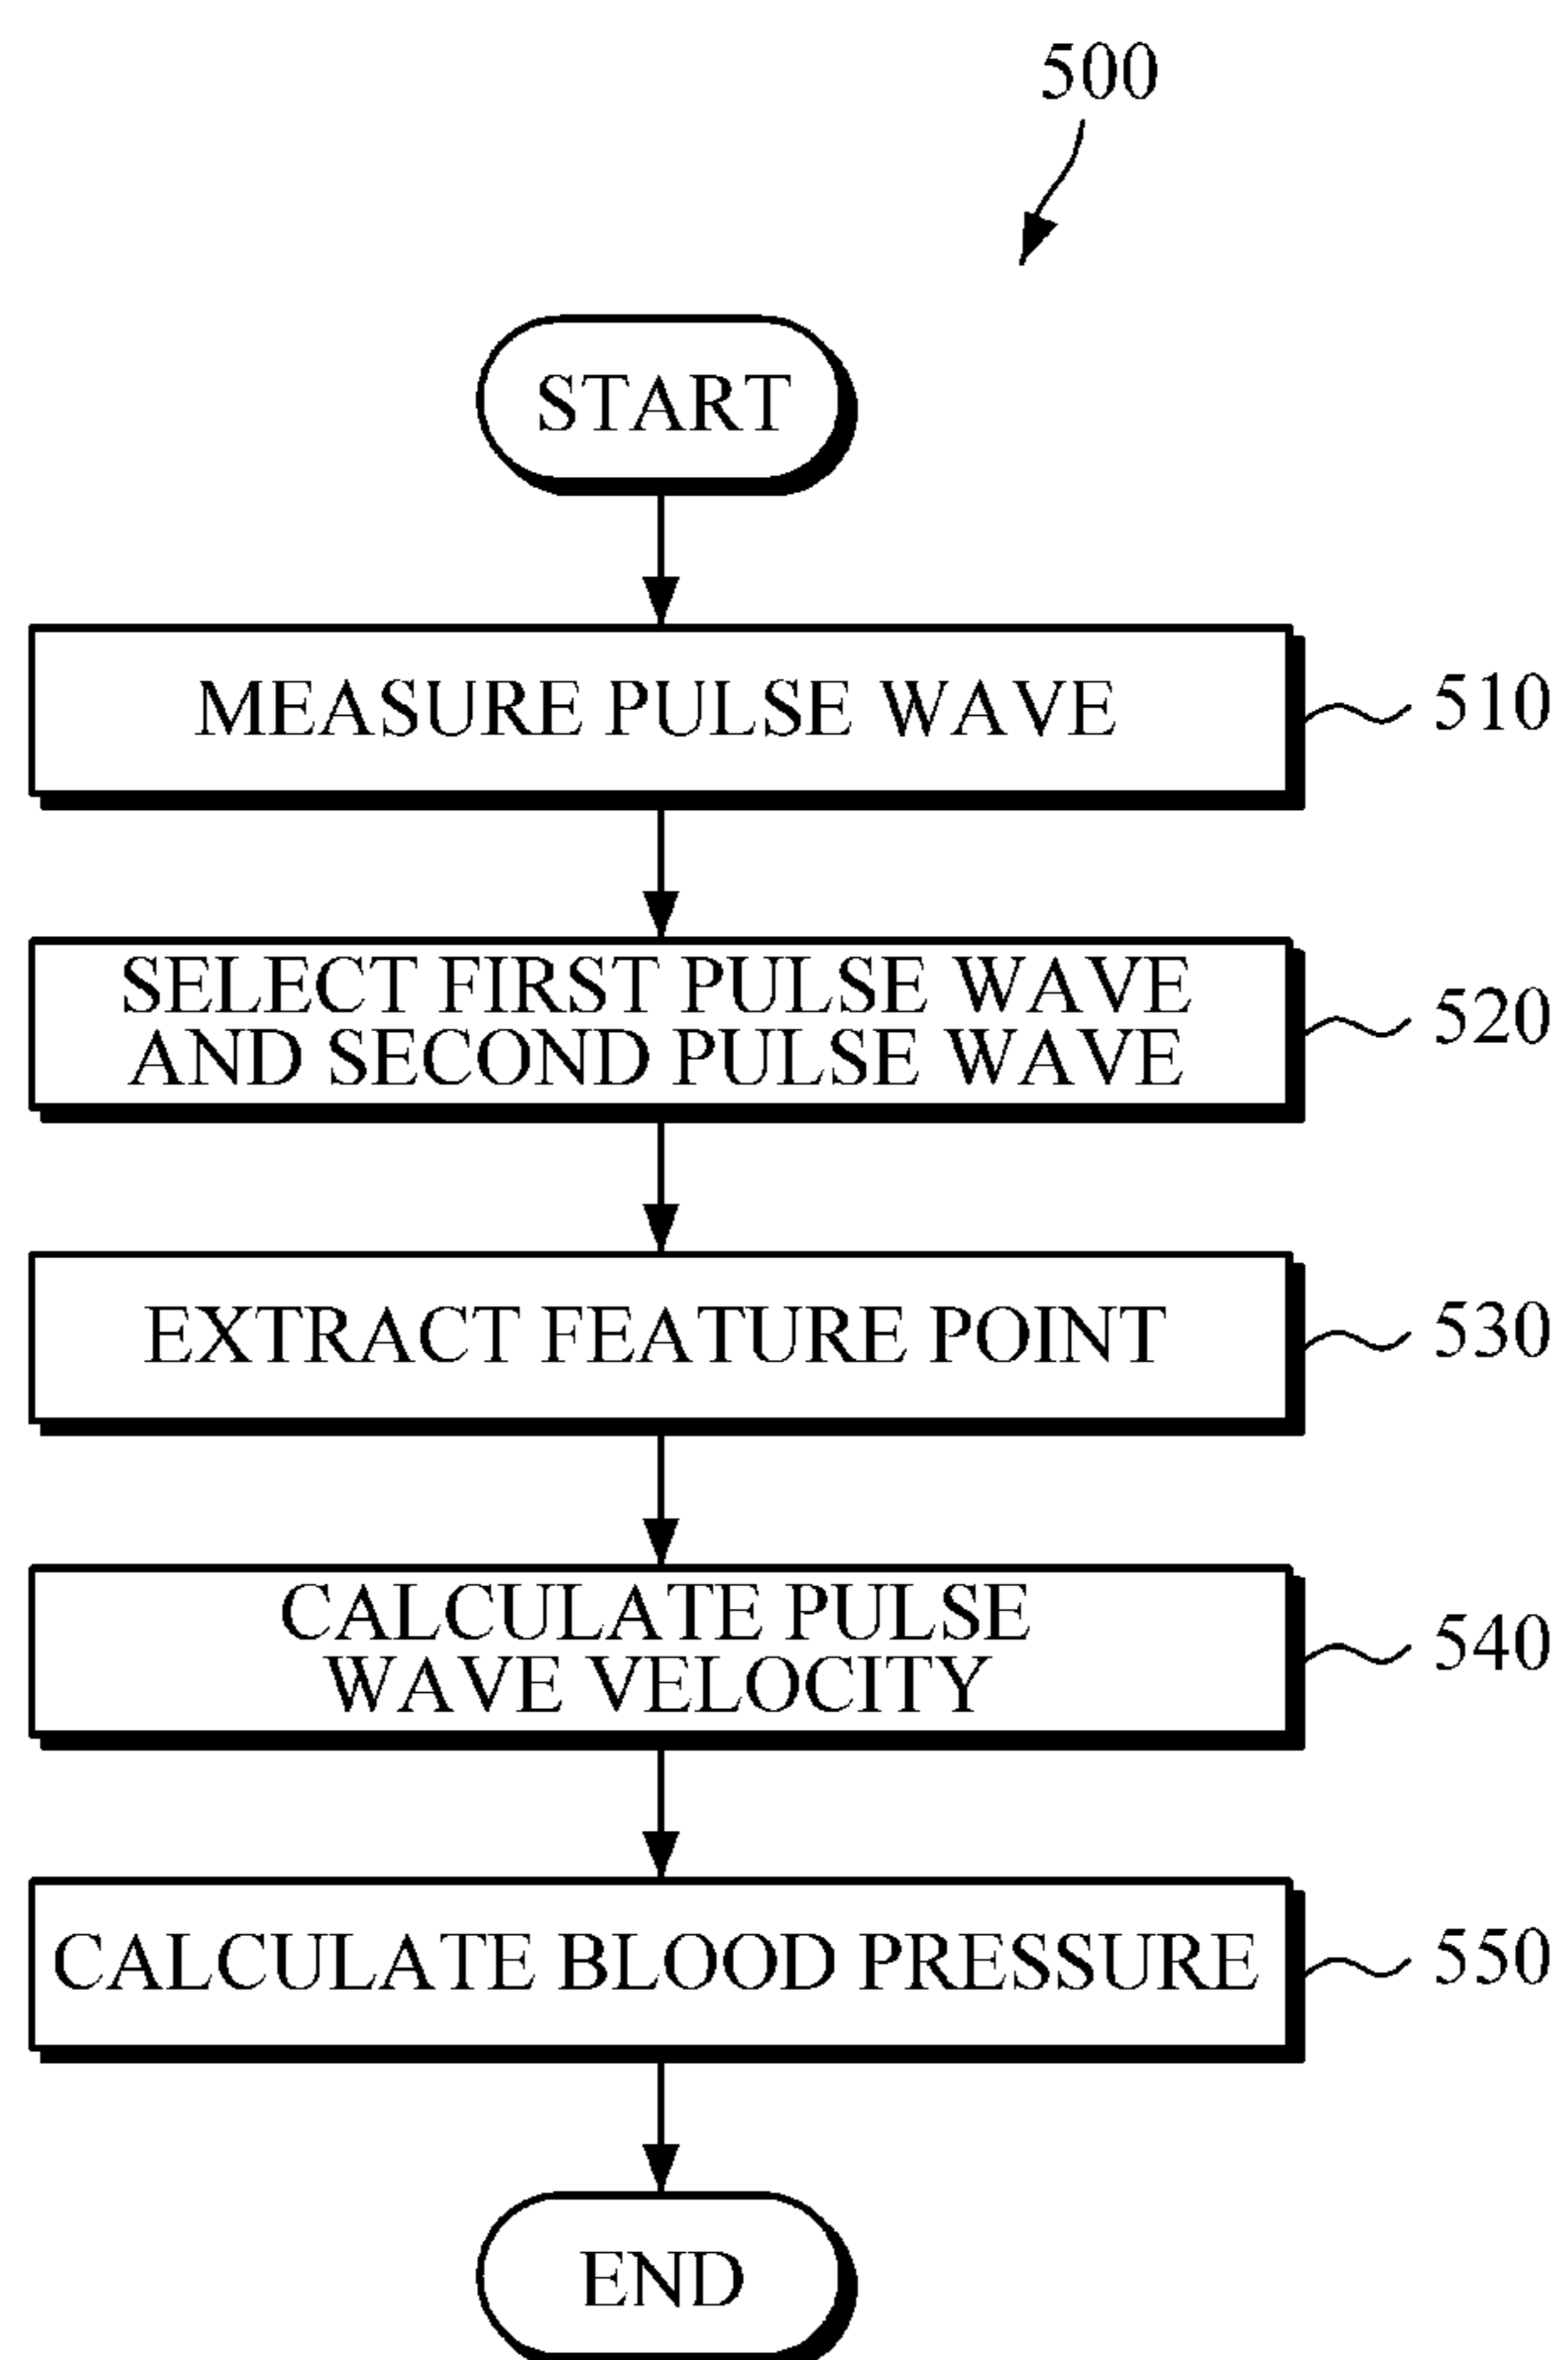 500
START
MEASURE PULSE WAVE
510
SELECT FIRST PULSE WAVE
AND SECOND PULSE WAVE
520
EXTRACT FEATURE POINT
530
CALCULATE PULSE
WAVE VELOCITY
540
CALCULATE BLOOD PRESSURE
550
END